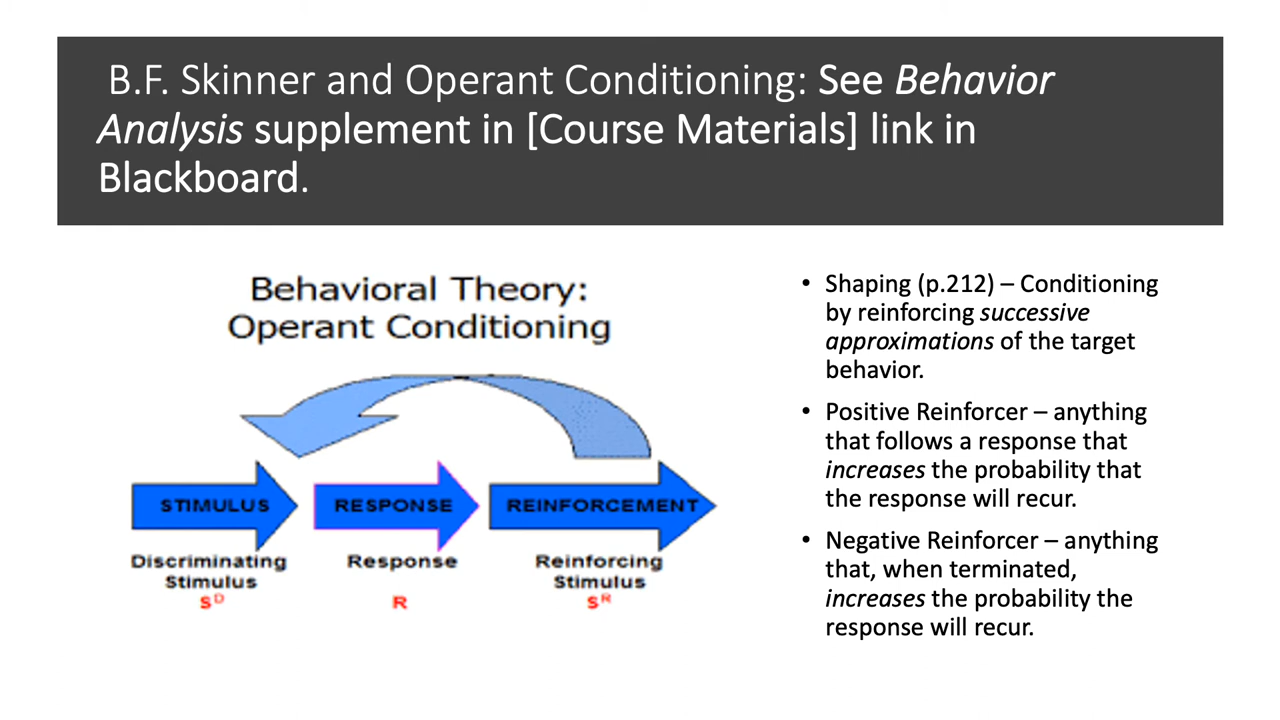 B.F. Skinner and Operant Conditioning: See Behavior
Analysis supplement in [Course Materials] link in
Blackboard.
Behavioral Theory:
Operant Conditioning
STIMULUS
RESPONSE
REINFORCEMENT
Discriminating
Stimulus
S^D
Response
R
Reinforcing
Stimulus
S^R
• Shaping (p.212) – Conditioning
by reinforcing successive
approximations of the target
behavior.
• Positive Reinforcer – anything
that follows a response that
increases the probability that
the response will recur.
• Negative Reinforcer – anything
that, when terminated,
increases the probability the
response will recur.